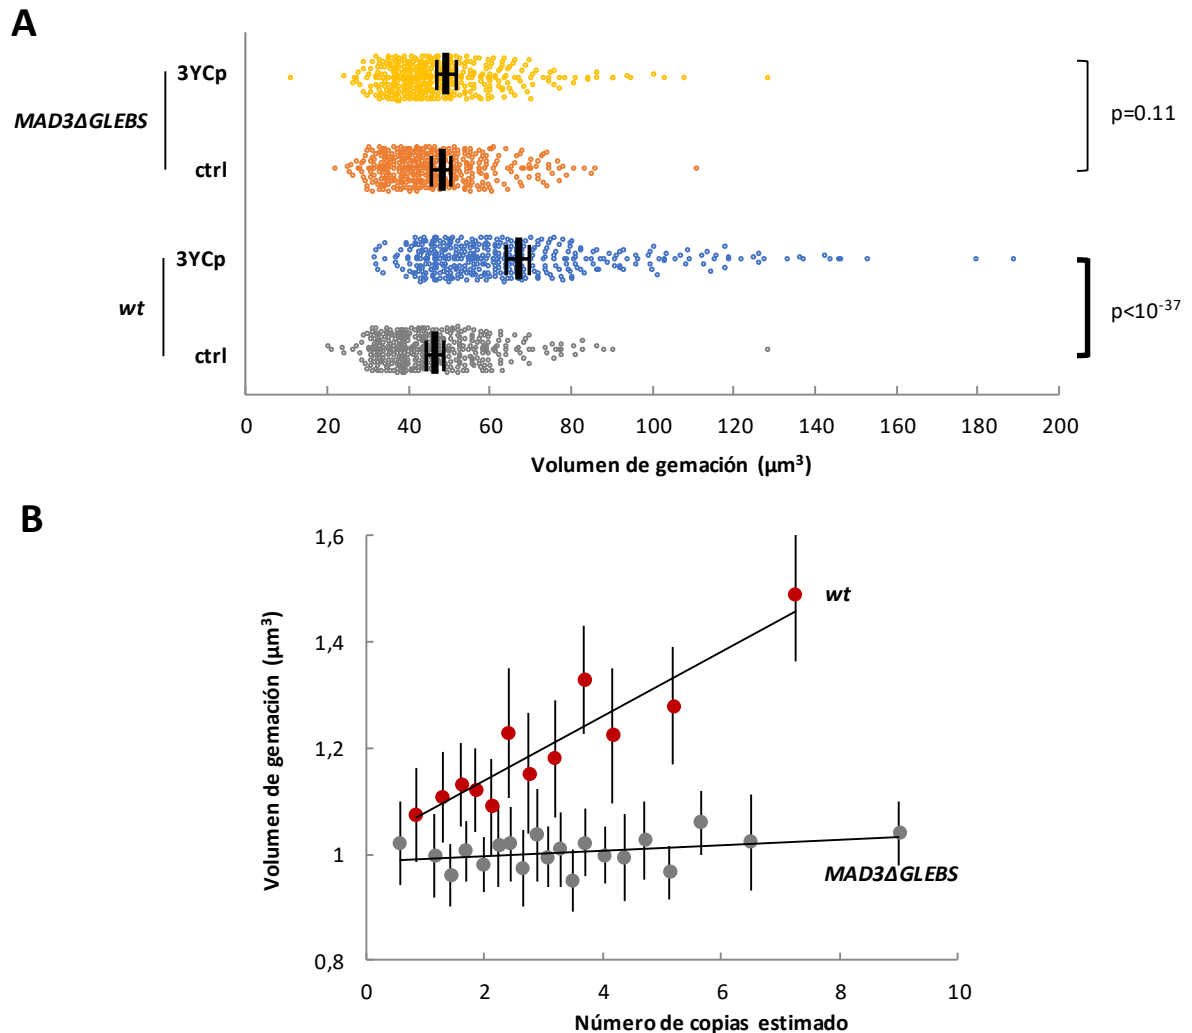 A
3YCp
MAD3ΔGLEBS
ctrl
p=0.11
3YCp
wt
ctrl
p<10-37
0 20 40 60 80 100 120 140 160 180 200
Volumen de gemación (µm³)
B
1,6
1,4
1,2
1
0,8
Volumen de gemación (µm³)
wt
MAD3ΔGLEBS
0 2 4 6 8 10
Número de copias estimado